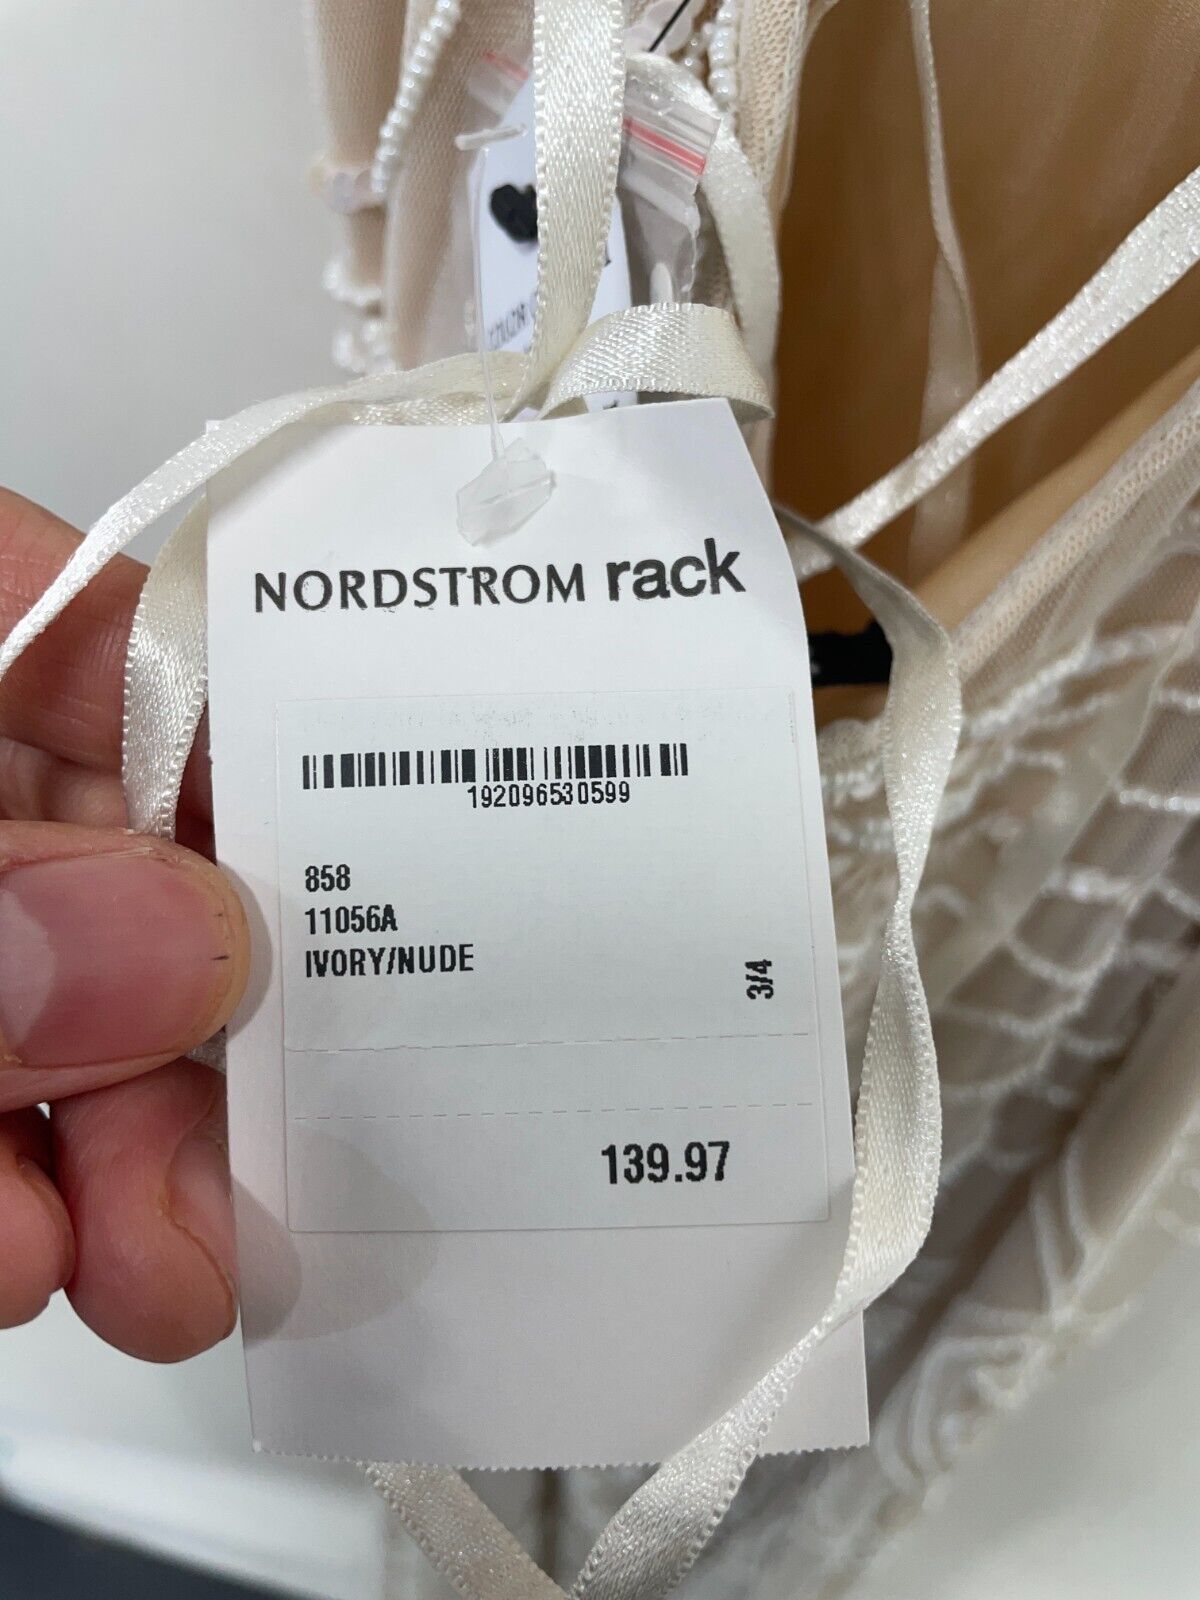 NORDSTROM rack
192096530599
858
11056A
IVORY/NUDE
3/4
139.97